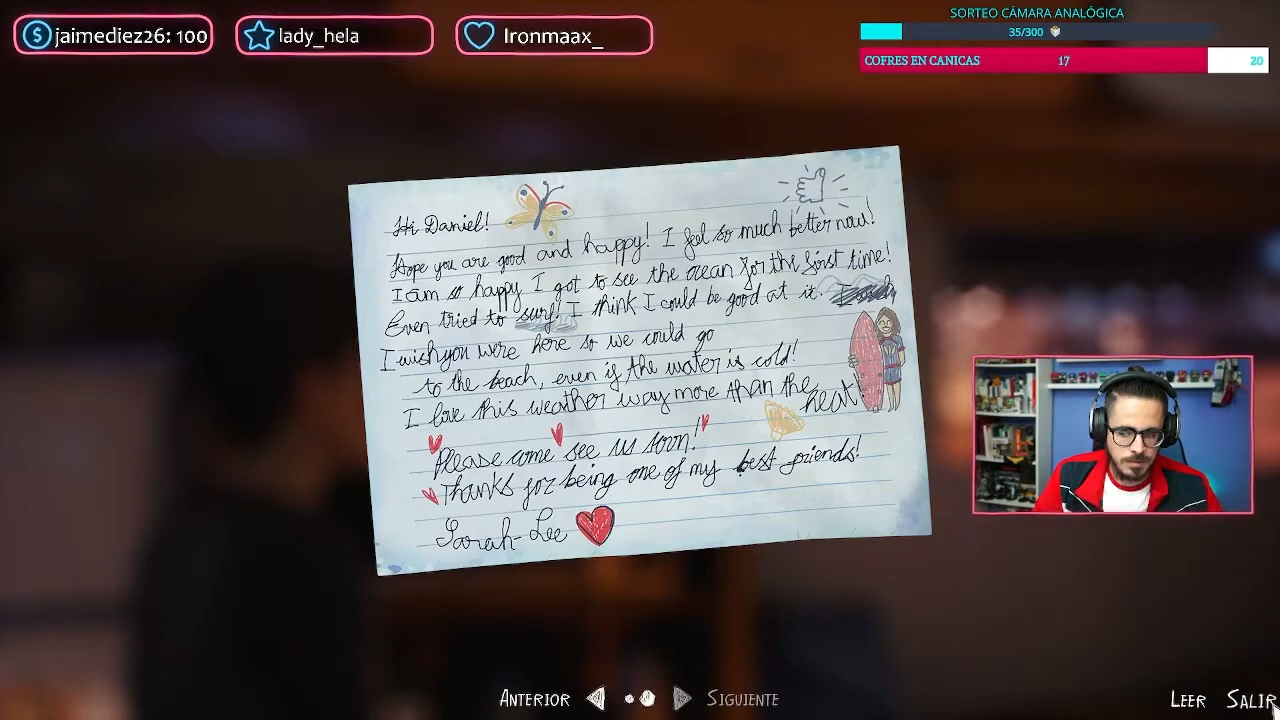 jaimediez26: 100
lady_hela
Ironmaax_
SORTEO CÁMARA ANALÓGICA
35/300
COFRES EN CANICAS 17 20
Hi Daniel!
Hope you are good and happy! I feel so much better now!
I am so happy I got to see the ocean for the first time!
Even tried to surf, I think I could be good at it.
I wish you were here so we could go
to the beach, even if the water is cold!
I love this weather way more than the heat!
Please come see us soon!
Thanks for being one of my best friends!
Sarah-Lee
ANTERIOR SIGUIENTE
LEER SALIR